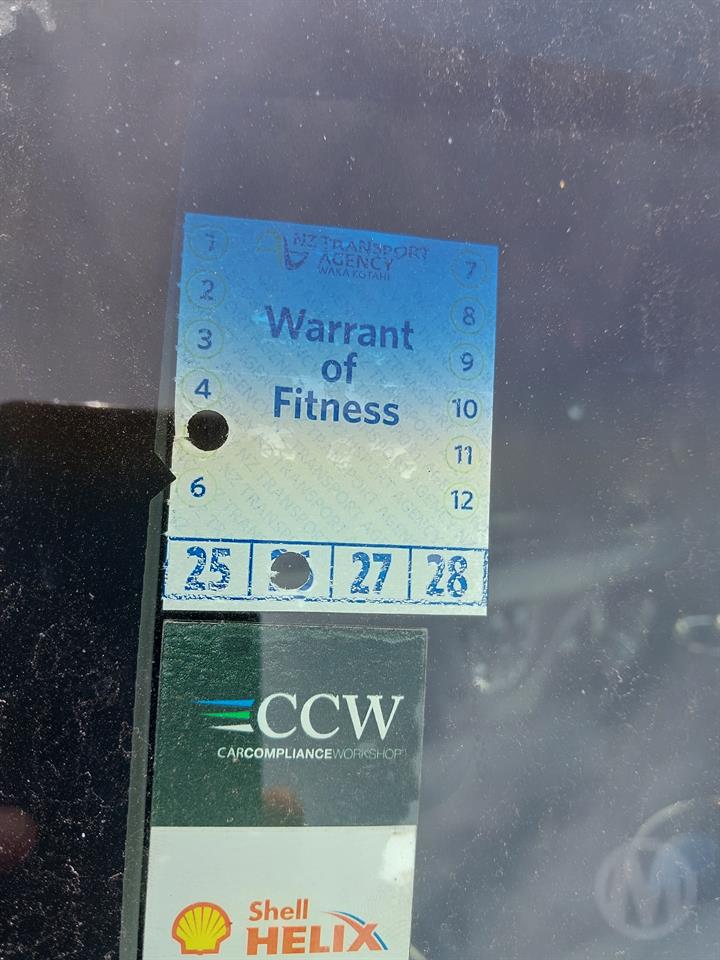 NZ TRANSPORT
AGENCY
WAKA KOTAHI
1
2
3
4
6
Warrant
of
Fitness
7
8
9
10
11
12
25
27
28
CCW
CARCOMPLIANCEWORKSHOP
Shell
HELIX
M